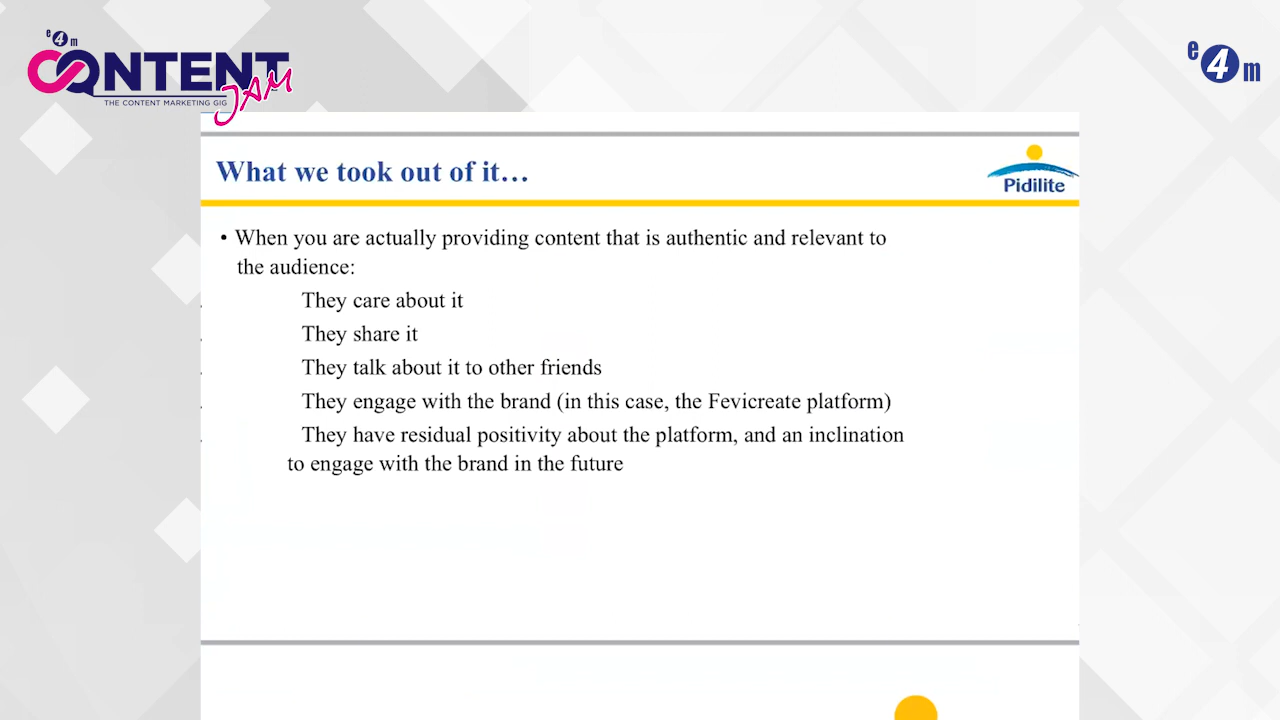 e4m
CONTENT
JAM
THE CONTENT MARKETING GIG
e4m
What we took out of it…
Pidilite
• When you are actually providing content that is authentic and relevant to
the audience:
They care about it
They share it
They talk about it to other friends
They engage with the brand (in this case, the Fevicreate platform)
They have residual positivity about the platform, and an inclination
to engage with the brand in the future